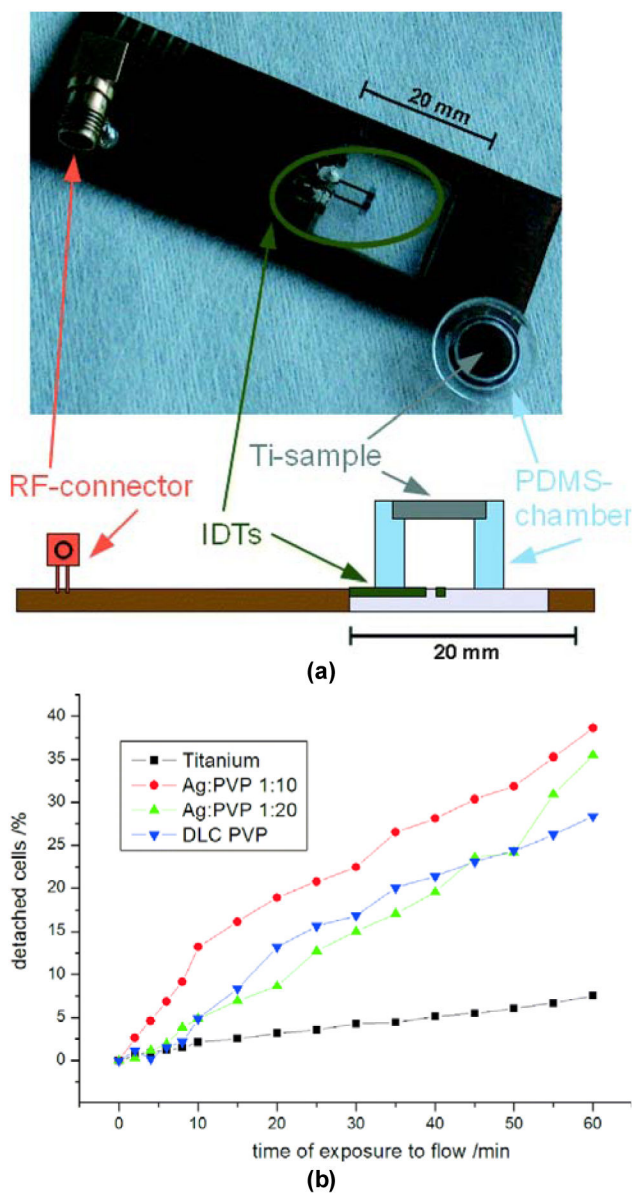 20 mm
Ti-sample
RF-connector
PDMS-
chamber
IDTs
20 mm
(a)
40
35
30
25
20
15
10
5
0
detached cells /%
Titanium
Ag:PVP 1:10
Ag:PVP 1:20
DLC PVP
0 10 20 30 40 50 60
time of exposure to flow /min
(b)